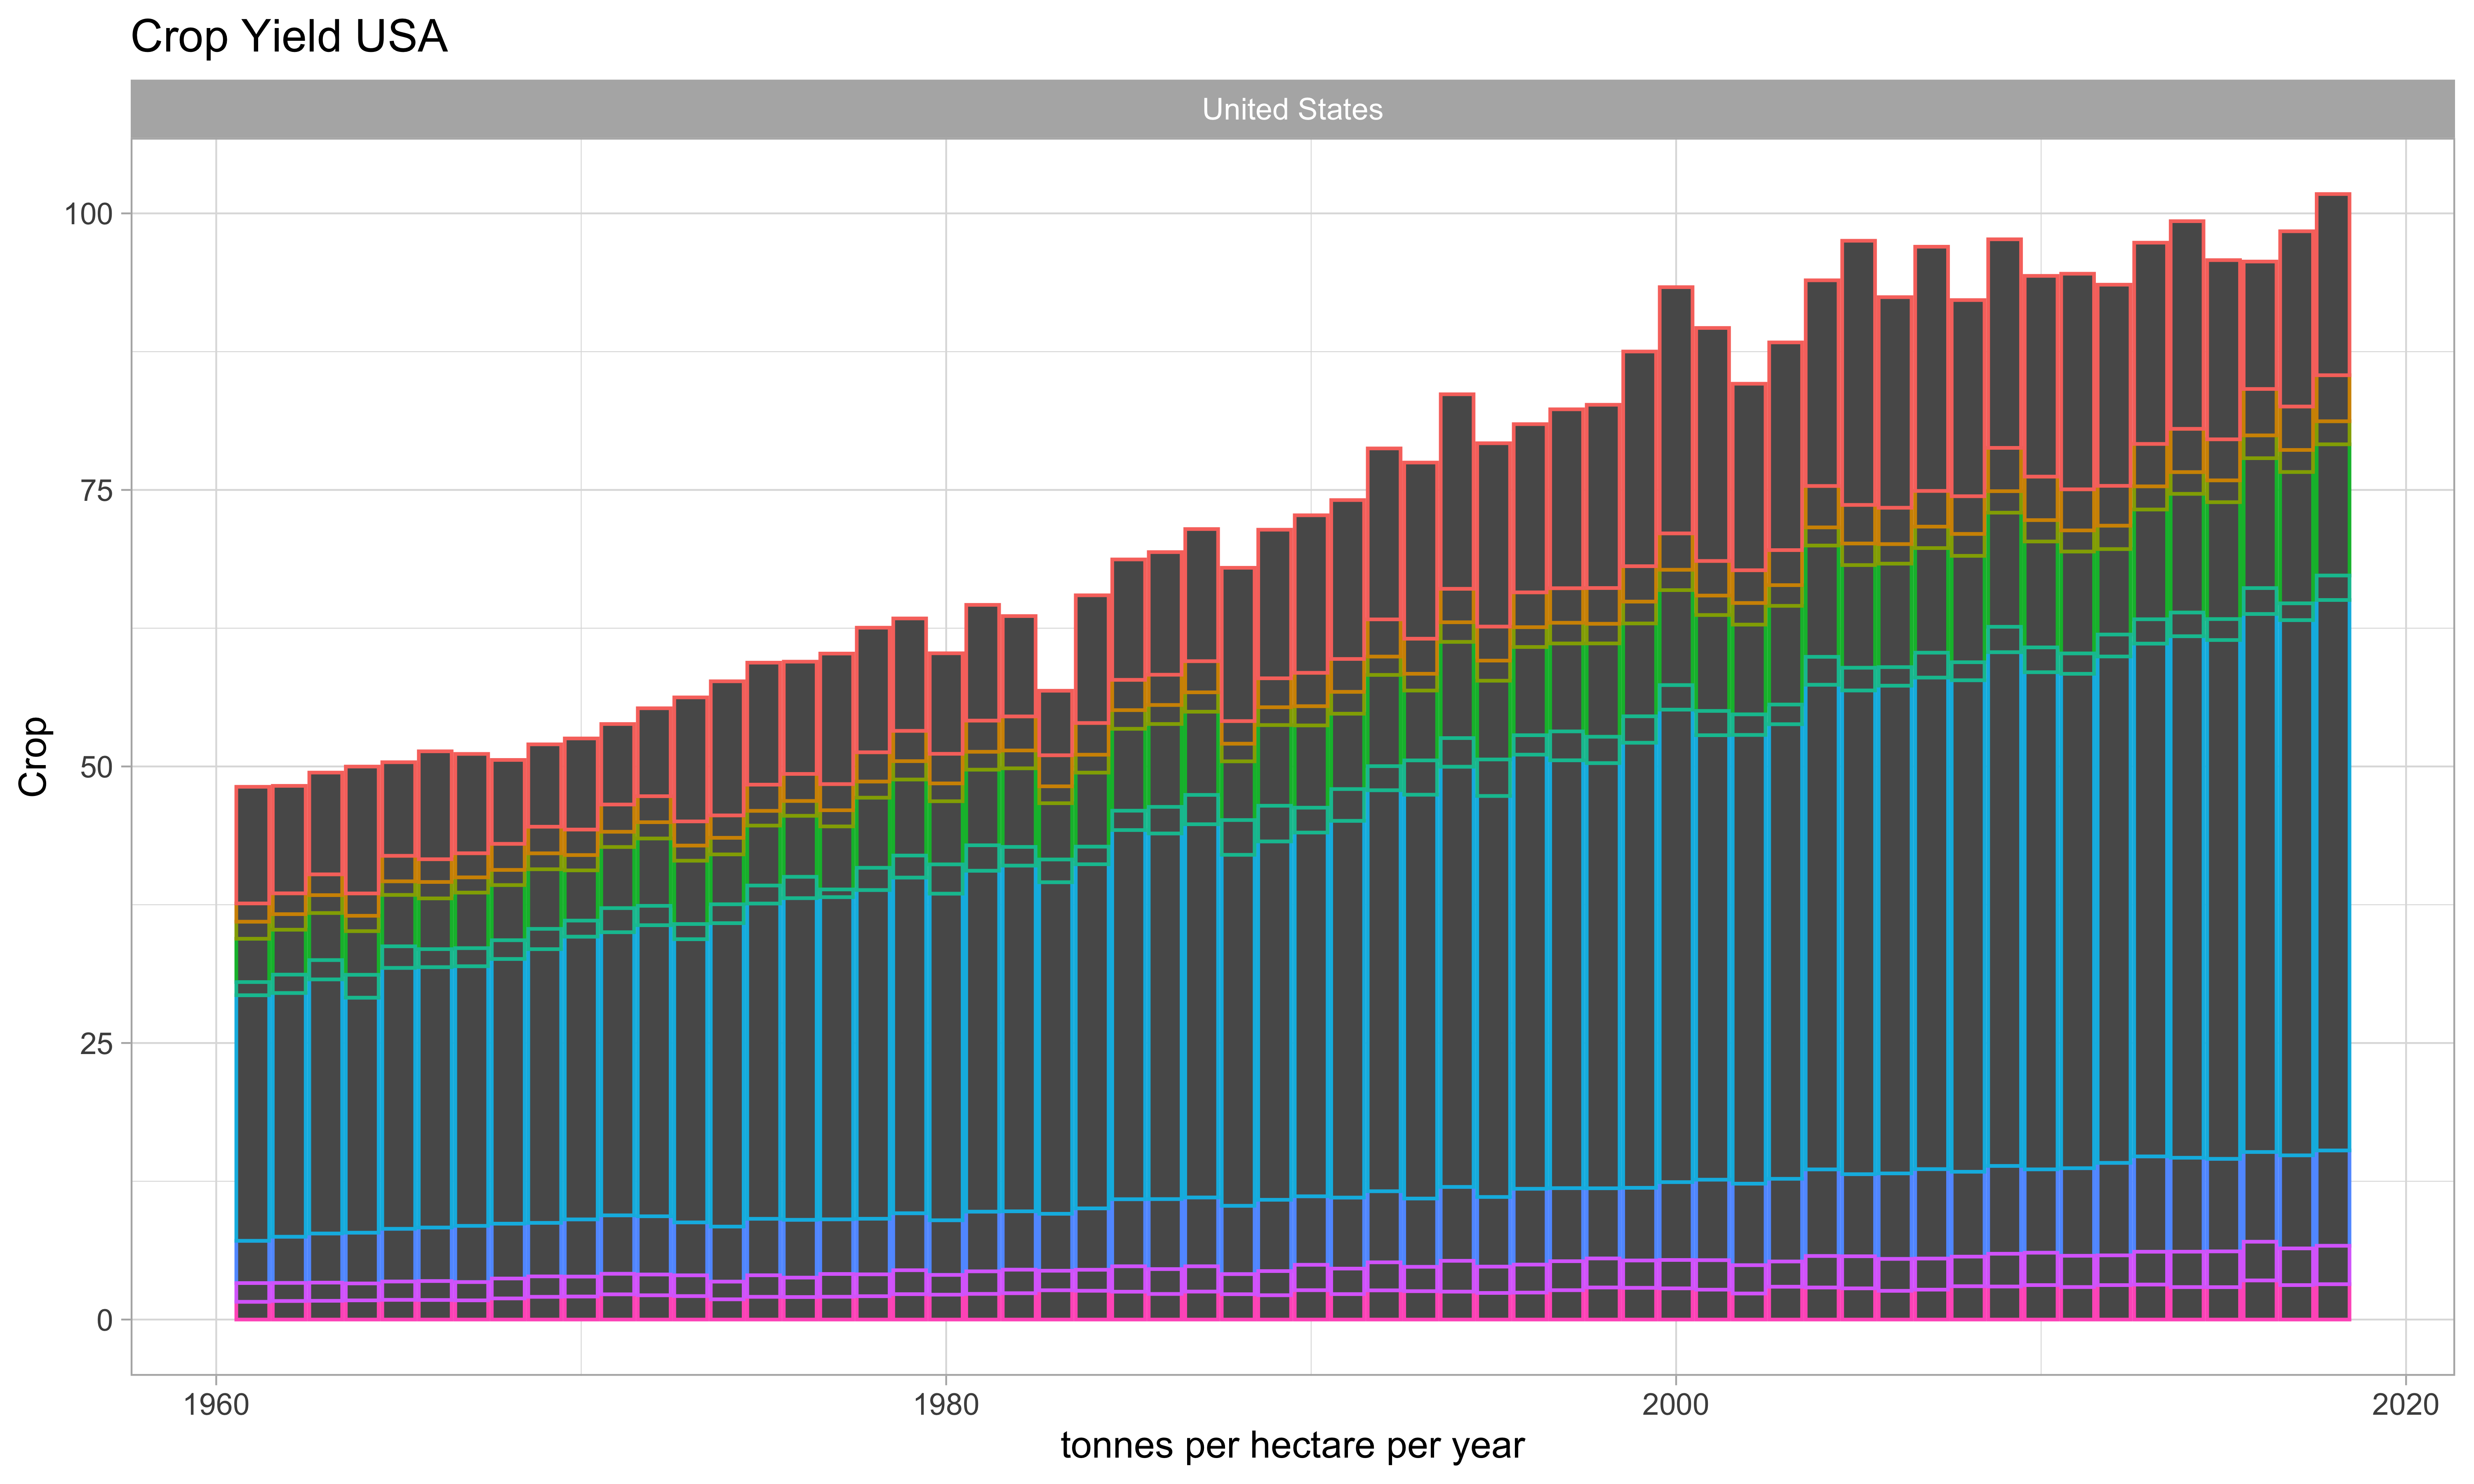 Crop Yield USA
United States
100
75
50
25
0
Crop
1960 1980 2000 2020
tonnes per hectare per year